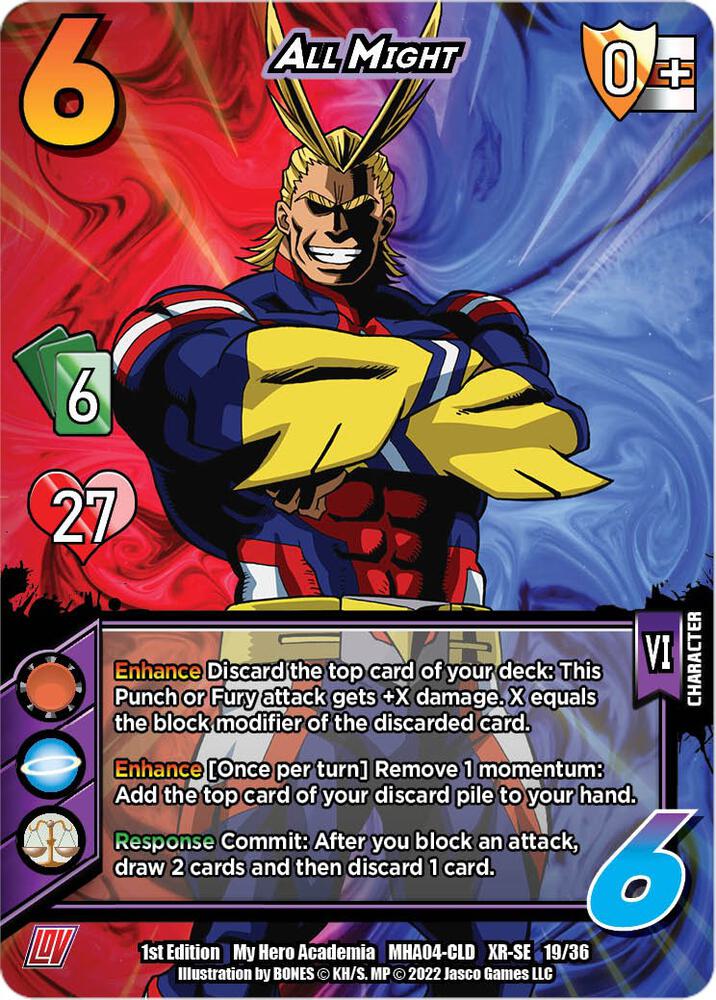 6
ALL MIGHT
0 +
6
27
VI
CHARACTER
Enhance Discard the top card of your deck: This
Punch or Fury attack gets +X damage. X equals
the block modifier of the discarded card.
Enhance [Once per turn] Remove 1 momentum:
Add the top card of your discard pile to your hand.
Response Commit: After you block an attack,
draw 2 cards and then discard 1 card.
6
LOV
1st Edition My Hero Academia MHA04-CLD XR-SE 19/36
Illustration by BONES © KH/S. MP © 2022 Jasco Games LLC